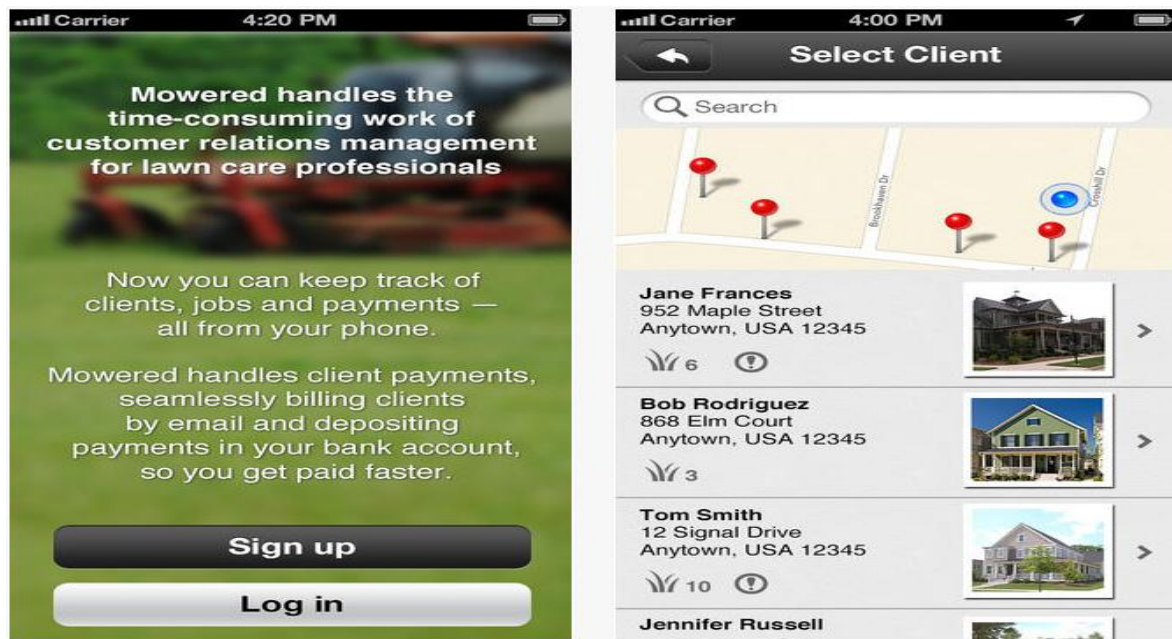 Carrier
4:20 PM
Mowered handles the
time-consuming work of
customer relations management
for lawn care professionals
Now you can keep track of
clients, jobs and payments —
all from your phone.
Mowered handles client payments,
seamlessly billing clients
by email and depositing
payments in your bank account,
so you get paid faster.
Sign up
Log in
Carrier
4:00 PM
Select Client
Search
Brookhaven Dr
Crosshill Dr
Jane Frances
952 Maple Street
Anytown, USA 12345
6
Bob Rodriguez
868 Elm Court
Anytown, USA 12345
3
Tom Smith
12 Signal Drive
Anytown, USA 12345
10
Jennifer Russell